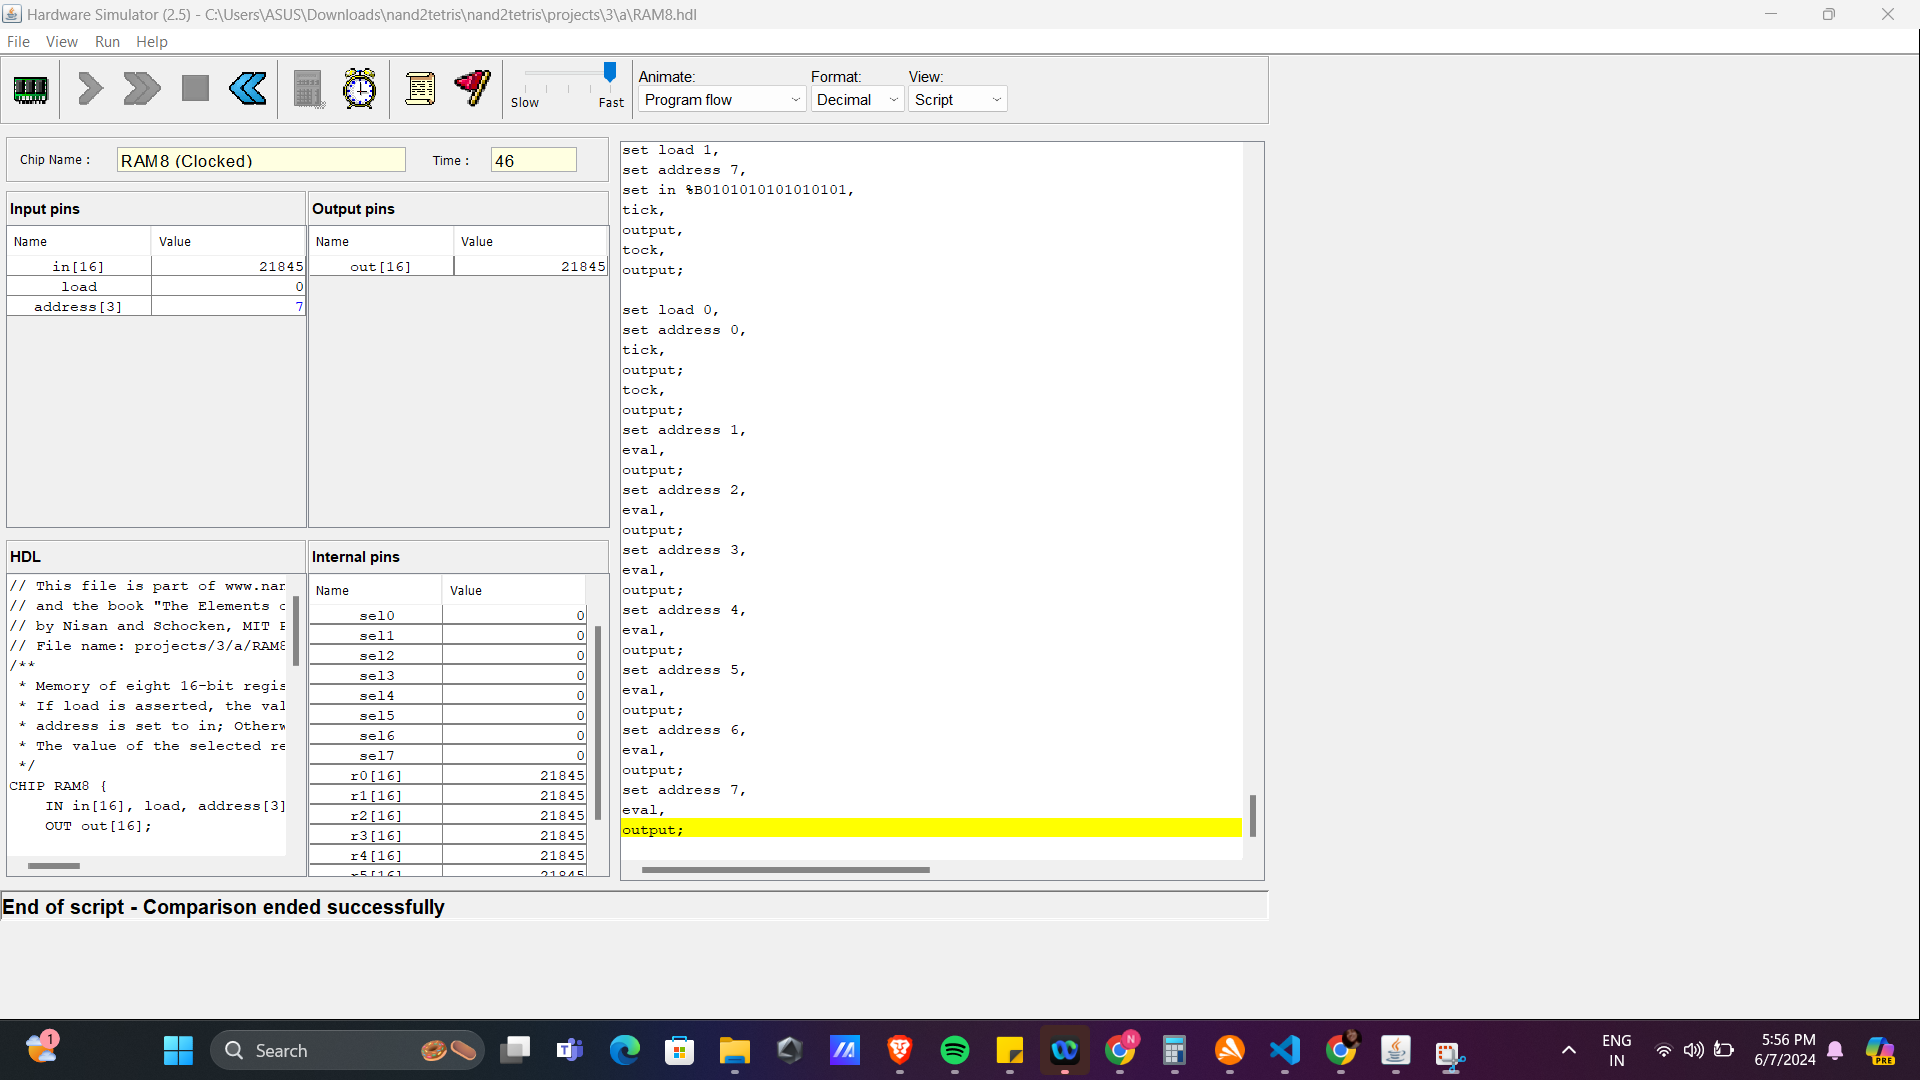 Hardware Simulator (2.5) - C:\Users\ASUS\Downloads\nand2tetris\nand2tetris\projects\3\a\RAM8.hdl
File View Run Help
Slow Fast
Animate: Format: View:
Program flow Decimal Script
Chip Name : RAM8 (Clocked) Time : 46
Input pins
Name Value
in[16] 21845
load 0
address[3] 7
Output pins
Name Value
out[16] 21845
HDL
// This file is part of www.nan
// and the book "The Elements o
// by Nisan and Schocken, MIT P
// File name: projects/3/a/RAM8
/**
* Memory of eight 16-bit regis
* If load is asserted, the val
* address is set to in; Otherw
* The value of the selected re
*/
CHIP RAM8 {
IN in[16], load, address[3]
OUT out[16];
Internal pins
Name Value
sel0 0
sel1 0
sel2 0
sel3 0
sel4 0
sel5 0
sel6 0
sel7 0
r0[16] 21845
r1[16] 21845
r2[16] 21845
r3[16] 21845
r4[16] 21845
r5[16] 21845
set load 1,
set address 7,
set in %B0101010101010101,
tick,
output,
tock,
output;
set load 0,
set address 0,
tick,
output;
tock,
output;
set address 1,
eval,
output;
set address 2,
eval,
output;
set address 3,
eval,
output;
set address 4,
eval,
output;
set address 5,
eval,
output;
set address 6,
eval,
output;
set address 7,
eval,
output;
End of script - Comparison ended successfully
1
Search
N
ENG
IN
5:56 PM
6/7/2024
PRE